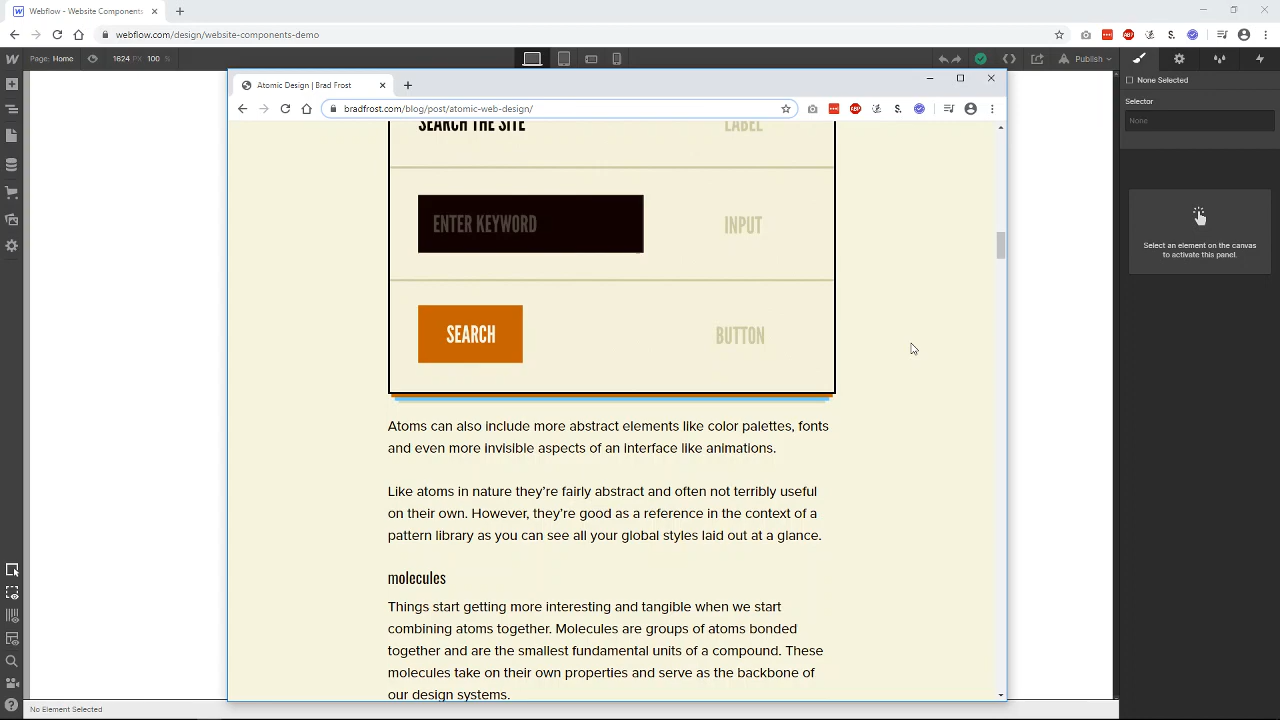 Webflow - Website Components
webflow.com/design/website-components-demo
Page: Home
1624 PX 100 %
Publish
None Selected
Selector
None
Select an element on the canvas
to activate this panel.
Atomic Design | Brad Frost
bradfrost.com/blog/post/atomic-web-design/
SEARCH THE SITE
LABEL
ENTER KEYWORD
INPUT
SEARCH
BUTTON
Atoms can also include more abstract elements like color palettes, fonts
and even more invisible aspects of an interface like animations.
Like atoms in nature they’re fairly abstract and often not terribly useful
on their own. However, they’re good as a reference in the context of a
pattern library as you can see all your global styles laid out at a glance.
molecules
Things start getting more interesting and tangible when we start
combining atoms together. Molecules are groups of atoms bonded
together and are the smallest fundamental units of a compound. These
molecules take on their own properties and serve as the backbone of
our design systems.
No Element Selected